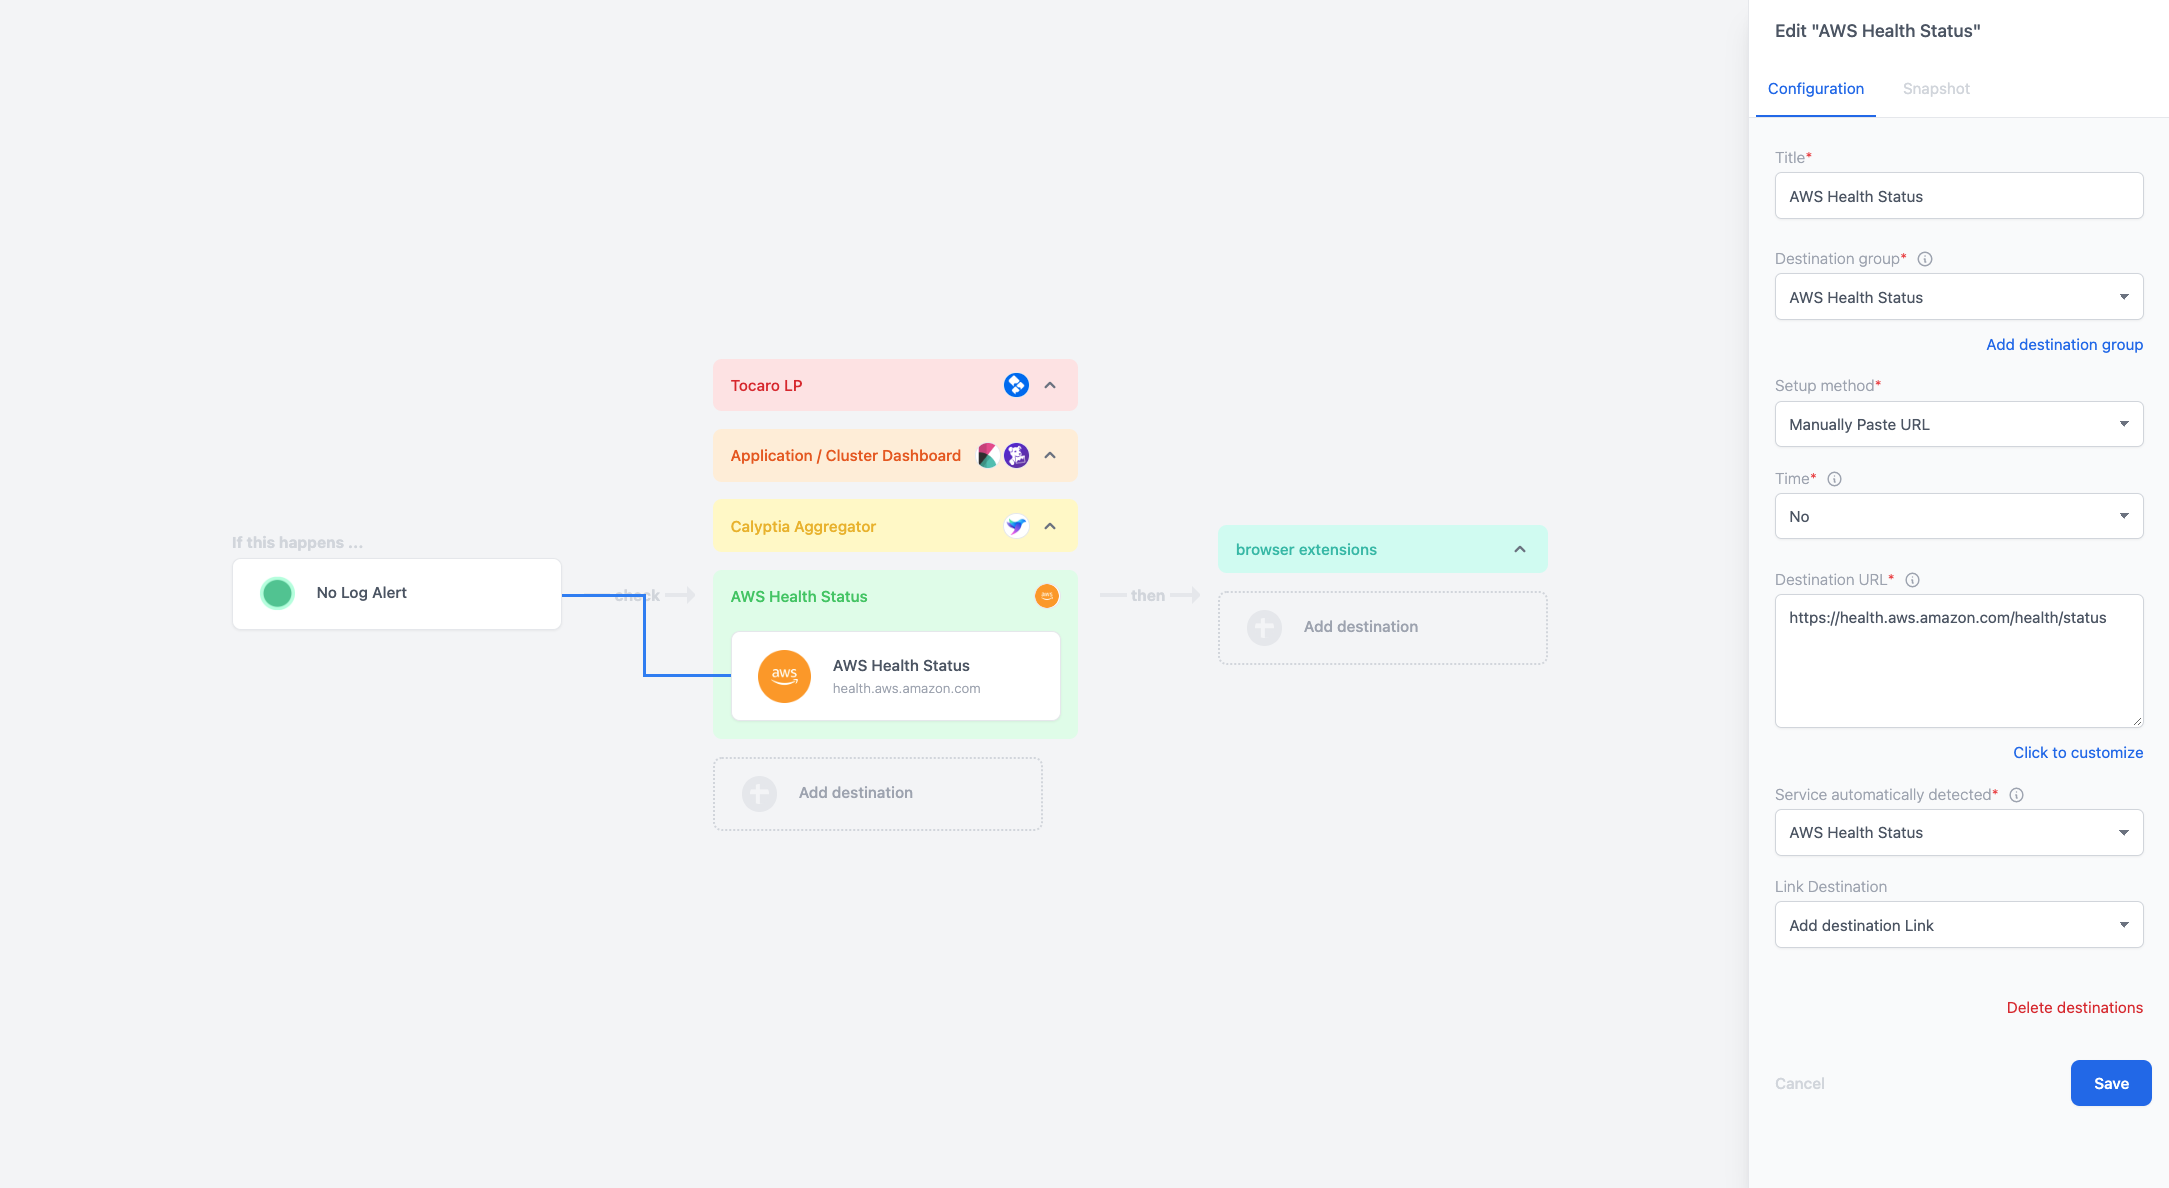 If this happens ...
No Log Alert
check
Tocaro LP
Application / Cluster Dashboard
Calyptia Aggregator
AWS Health Status
aws
AWS Health Status
health.aws.amazon.com
Add destination
then
browser extensions
Add destination
Edit "AWS Health Status"
Configuration
Snapshot
Title*
AWS Health Status
Destination group*
AWS Health Status
Add destination group
Setup method*
Manually Paste URL
Time*
No
Destination URL*
https://health.aws.amazon.com/health/status
Click to customize
Service automatically detected*
AWS Health Status
Link Destination
Add destination Link
Delete destinations
Cancel
Save